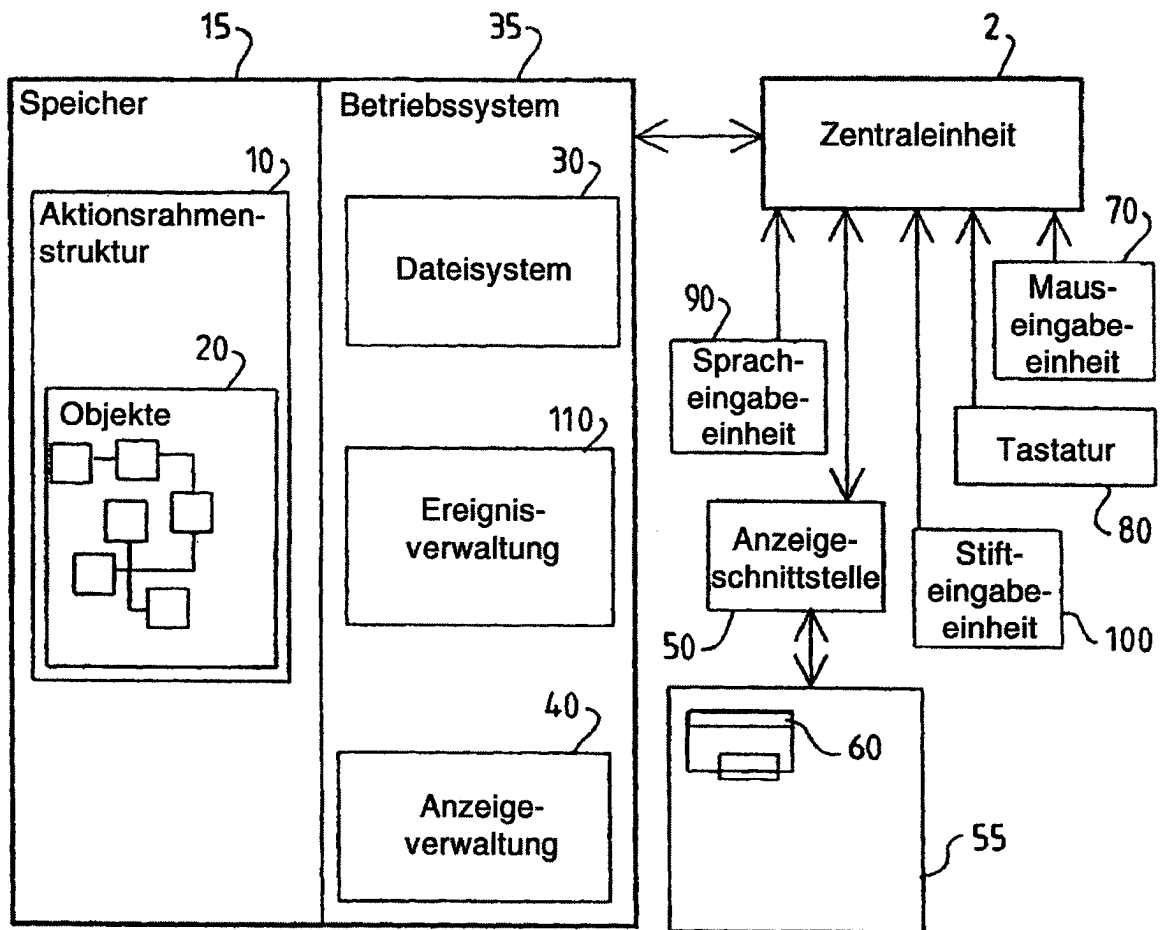 15
35
2
Speicher
Betriebssystem
Zentraleinheit
10
30
70
Aktionsrahmen-
struktur
Dateisystem
Maus-
eingabe-
einheit
90
Sprach-
eingabe-
einheit
20
Objekte
110
Tastatur
80
Ereignis-
verwaltung
Anzeige-
schnittstelle
50
Stift-
eingabe-
einheit
100
40
60
Anzeige-
verwaltung
55